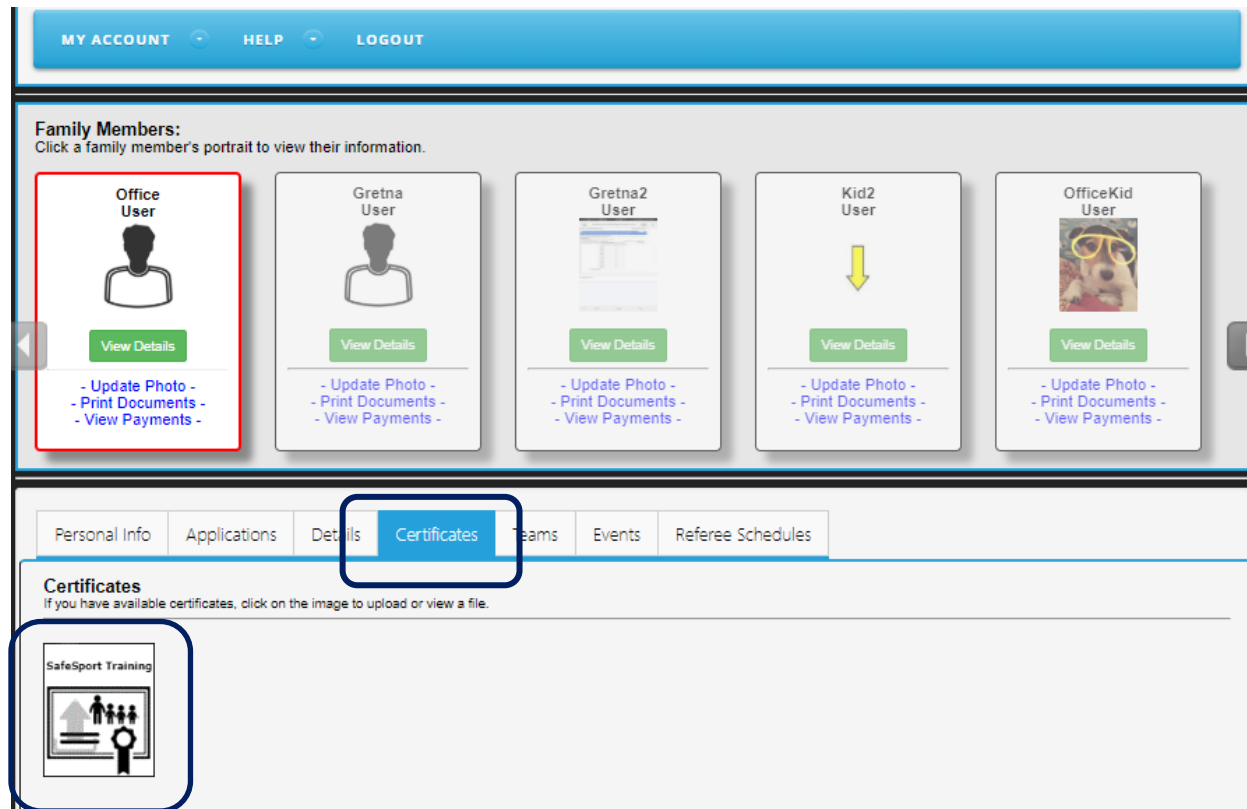 MY ACCOUNT HELP LOGOUT
Family Members:
Click a family member's portrait to view their information.
Office
User
View Details
- Update Photo -
- Print Documents -
- View Payments -
Gretna
User
View Details
- Update Photo -
- Print Documents -
- View Payments -
Gretna2
User
View Details
- Update Photo -
- Print Documents -
- View Payments -
Kid2
User
View Details
- Update Photo -
- Print Documents -
- View Payments -
OfficeKid
User
View Details
- Update Photo -
- Print Documents -
- View Payments -
Personal Info Applications Details Certificates Teams Events Referee Schedules
Certificates
If you have available certificates, click on the image to upload or view a file.
SafeSport Training